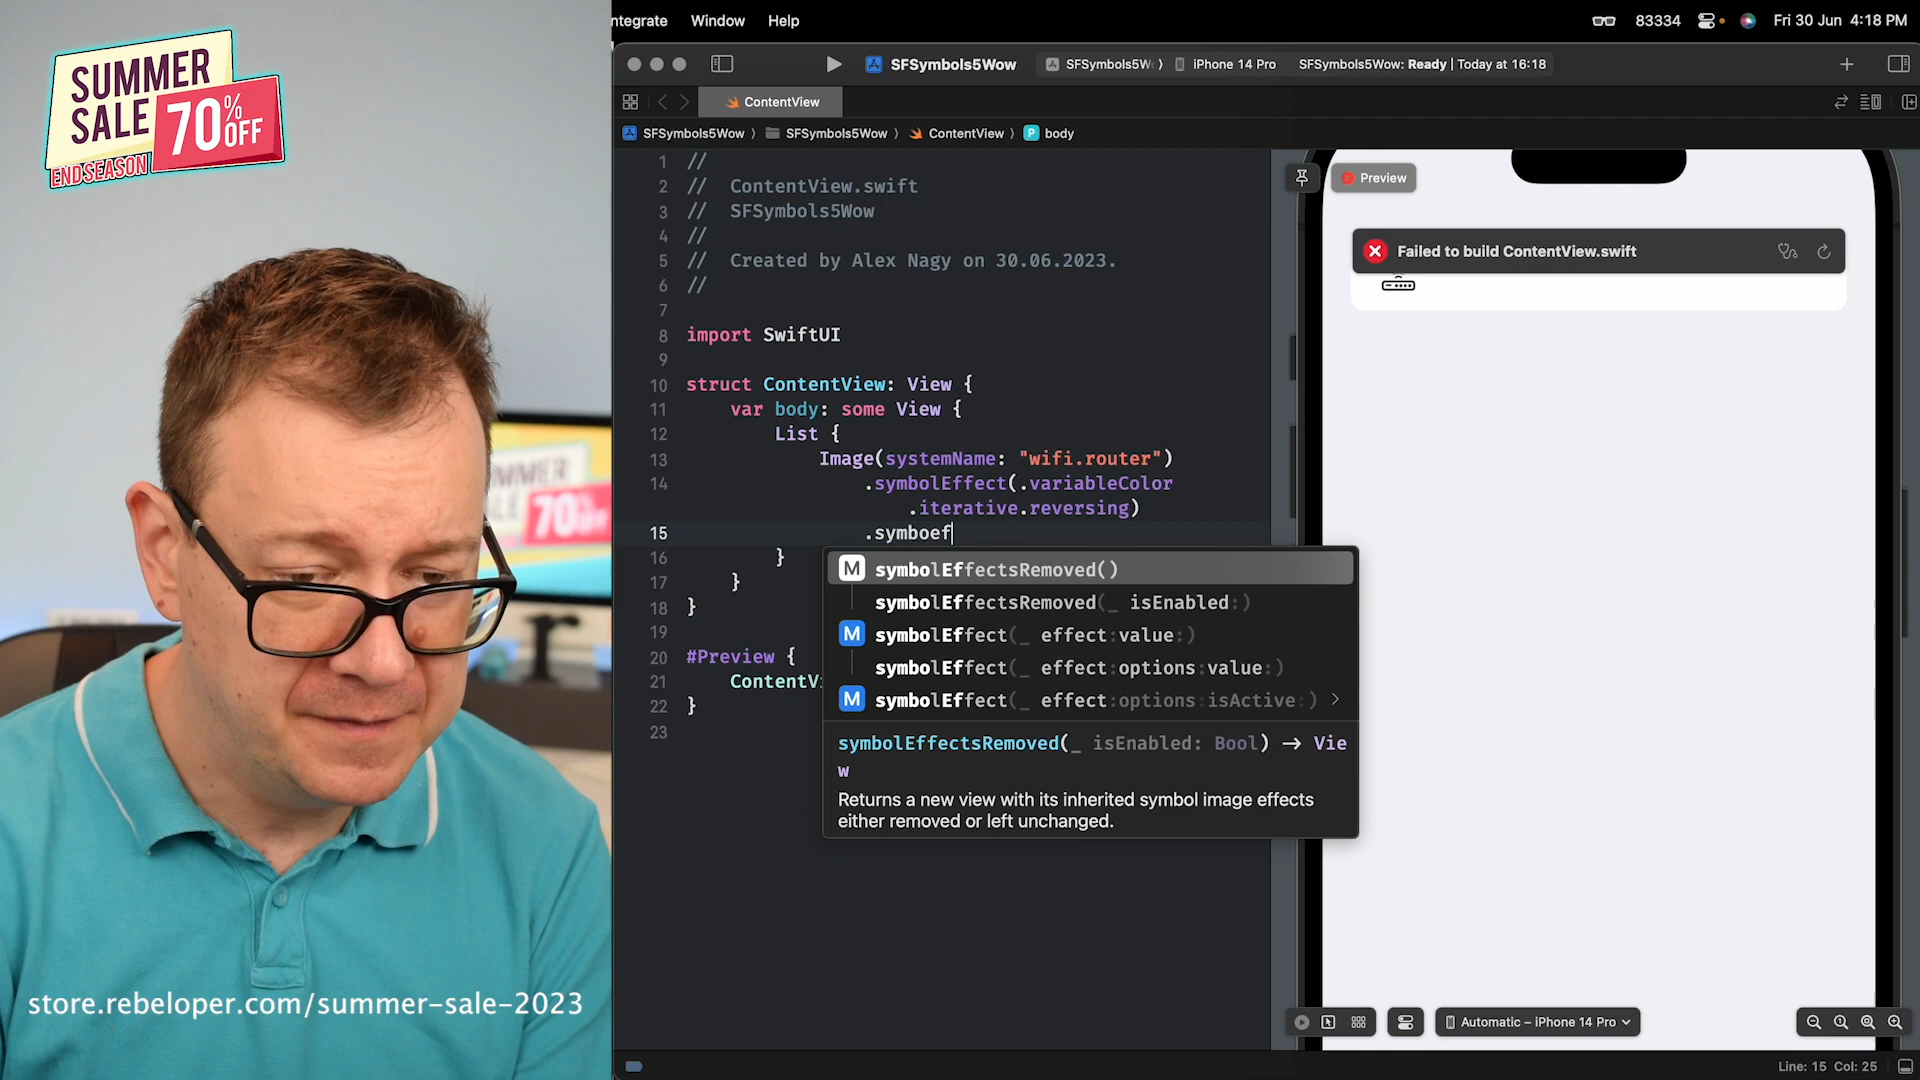 SUMMER
SALE 70% OFF
END SEASON
ntegrate Window Help
83334 Fri 30 Jun 4:18 PM
SFSymbols5Wow SFSymbols5W iPhone 14 Pro SFSymbols5Wow: Ready | Today at 16:18
ContentView
SFSymbols5Wow SFSymbols5Wow ContentView P body
1 //
2 // ContentView.swift
3 // SFSymbols5Wow
4 //
5 // Created by Alex Nagy on 30.06.2023.
6 //
7
8 import SwiftUI
9
10 struct ContentView: View {
11 var body: some View {
12 List {
13 Image(systemName: "wifi.router")
14 .symbolEffect(.variableColor
.iterative.reversing)
15 .symboef
16 }
17 }
18 }
19
20 #Preview {
21 ContentV
22 }
23
M symbolEffectsRemoved()
symbolEffectsRemoved(_ isEnabled:)
M symbolEffect(_ effect:value:)
symbolEffect(_ effect:options:value:)
M symbolEffect(_ effect:options:isActive:)
symbolEffectsRemoved(_ isEnabled: Bool) → Vie
w
Returns a new view with its inherited symbol image effects
either removed or left unchanged.
Preview
Failed to build ContentView.swift
MMER
LE
70%
store.rebeloper.com/summer-sale-2023
Automatic – iPhone 14 Pro
Line: 15 Col: 25